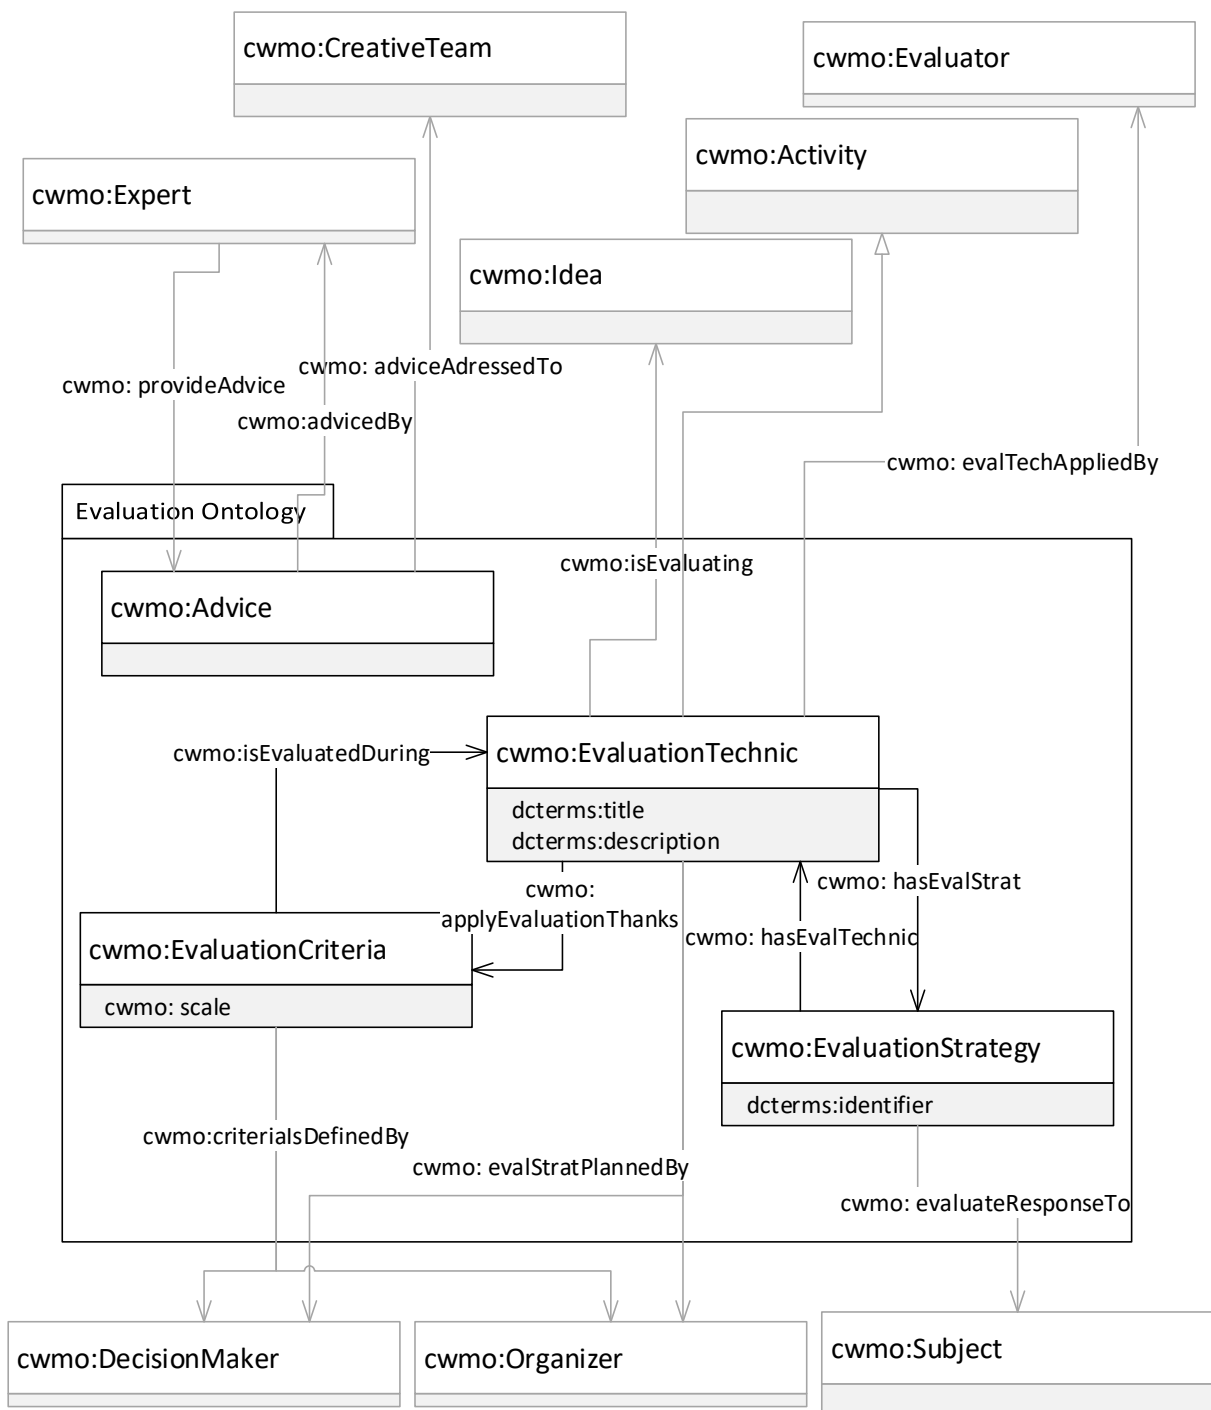 cwmo:CreativeTeam
cwmo:Evaluator
cwmo:Activity
cwmo:Expert
cwmo:Idea
cwmo: adviceAdressedTo
cwmo: provideAdvice
cwmo:advicedBy
cwmo: evalTechAppliedBy
Evaluation Ontology
cwmo:isEvaluating
cwmo:Advice
cwmo:isEvaluatedDuring
cwmo:EvaluationTechnic
dcterms:title
dcterms:description
cwmo: hasEvalStrat
cwmo:
applyEvaluationThanks
cwmo: hasEvalTechnic
cwmo:EvaluationCriteria
cwmo: scale
cwmo:EvaluationStrategy
dcterms:identifier
cwmo:criteriaIsDefinedBy
cwmo: evalStratPlannedBy
cwmo: evaluateResponseTo
cwmo:DecisionMaker
cwmo:Organizer
cwmo:Subject